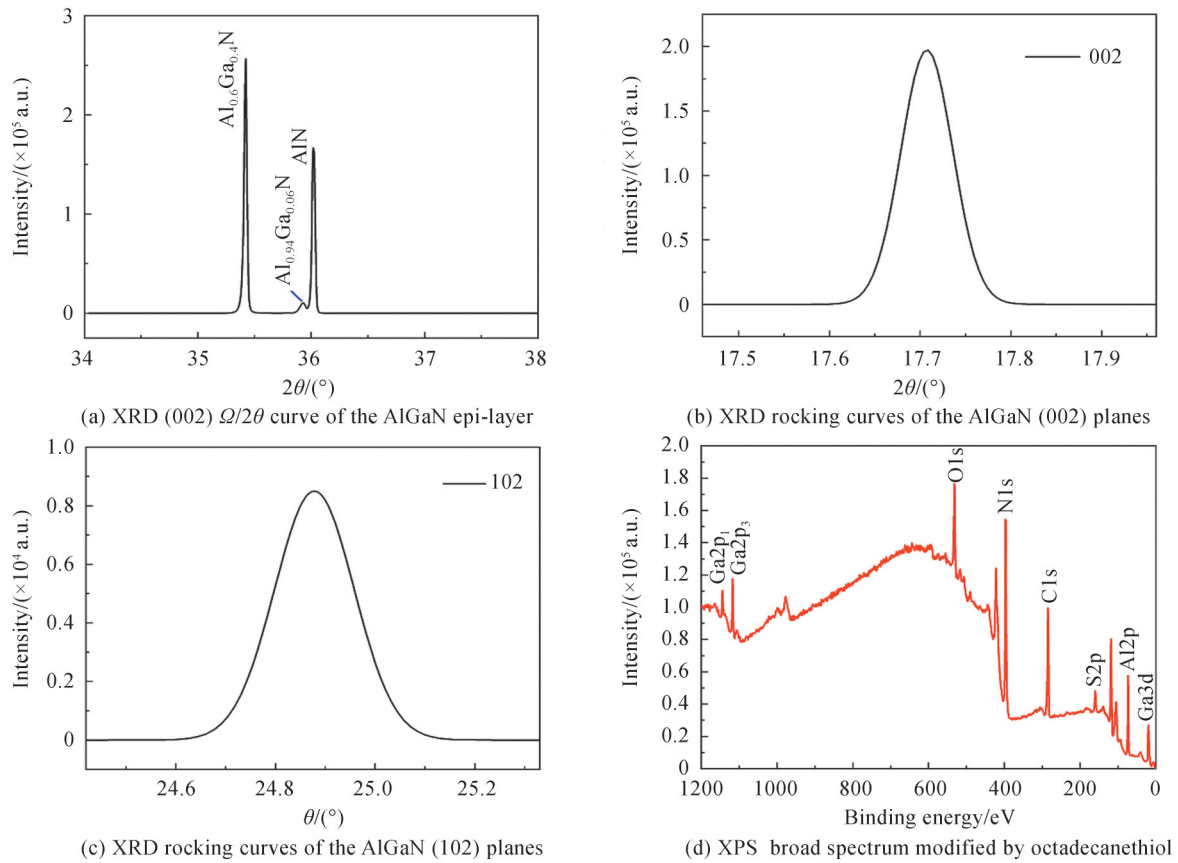 3
2
1
0
Intensity/(×10⁵ a.u.)
Al₀.₆Ga₀.₄N
Al₀.₉₄Ga₀.₀₆N
AlN
34 35 36 37 38
2θ/(°)
(a) XRD (002) Ω/2θ curve of the AlGaN epi-layer
2.0
1.5
1.0
0.5
0
Intensity/(×10⁵ a.u.)
002
17.5 17.6 17.7 17.8 17.9
2θ/(°)
(b) XRD rocking curves of the AlGaN (002) planes
1.0
0.8
0.6
0.4
0.2
0
Intensity/(×10⁴ a.u.)
102
24.6 24.8 25.0 25.2
θ/(°)
(c) XRD rocking curves of the AlGaN (102) planes
2.0
1.8
1.6
1.4
1.2
1.0
0.8
0.6
0.4
0.2
0
Intensity/(×10⁵ a.u.)
Ga2p₁
Ga2p₃
O1s
N1s
C1s
S2p
Al2p
Ga3d
1200 1000 800 600 400 200 0
Binding energy/eV
(d) XPS broad spectrum modified by octadecanethiol